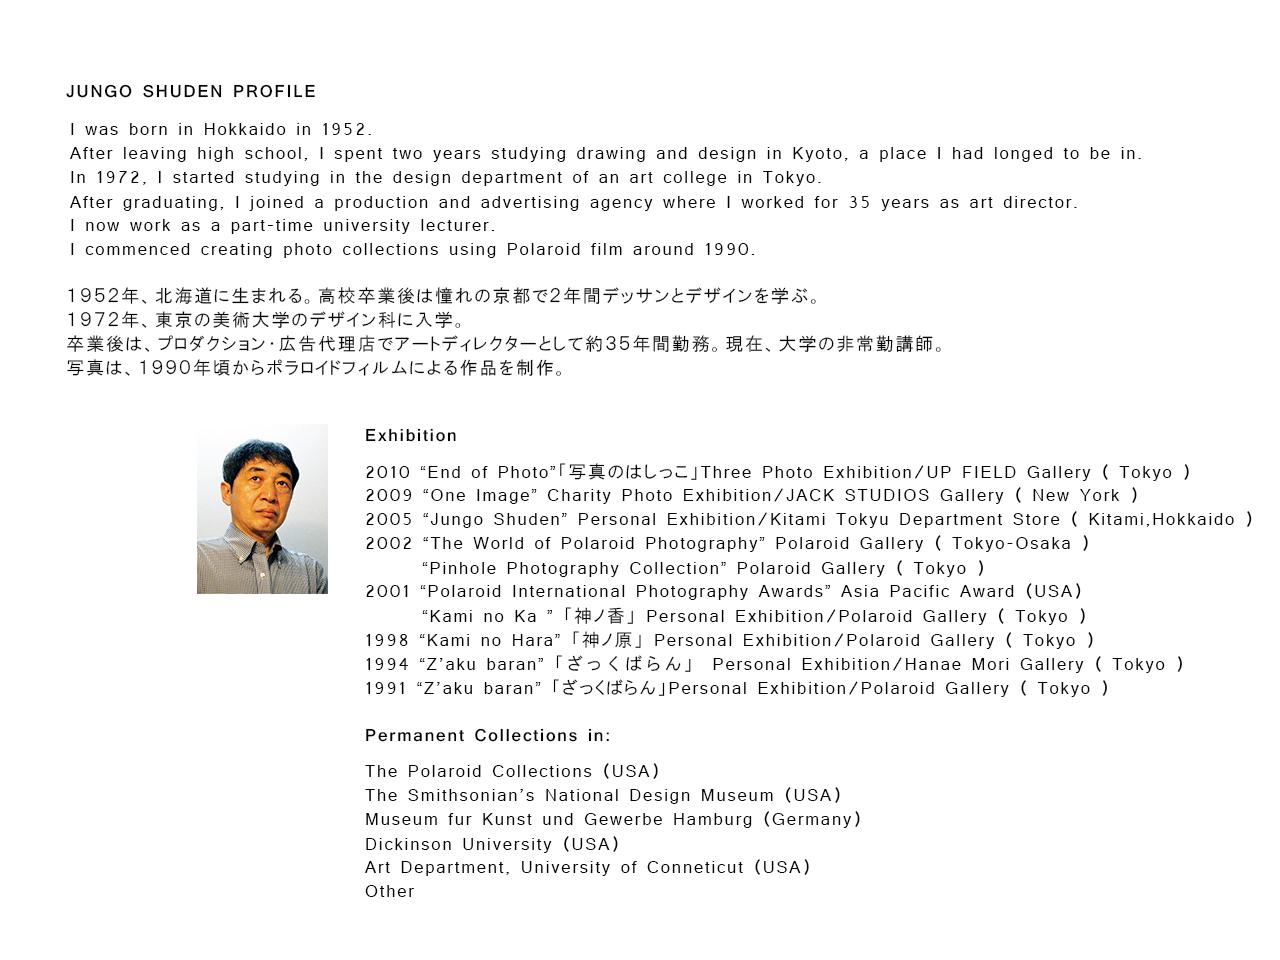 JUNGO SHUDEN PROFILE
I was born in Hokkaido in 1952.
After leaving high school, I spent two years studying drawing and design in Kyoto, a place I had longed to be in.
In 1972, I started studying in the design department of an art college in Tokyo.
After graduating, I joined a production and advertising agency where I worked for 35 years as art director.
I now work as a part-time university lecturer.
I commenced creating photo collections using Polaroid film around 1990.
1952年、北海道に生まれる。高校卒業後は憧れの京都で2年間デッサンとデザインを学ぶ。
1972年、東京の美術大学のデザイン科に入学。
卒業後は、プロダクション・広告代理店でアートディレクターとして約35年間勤務。現在、大学の非常勤講師。
写真は、1990年頃からポラロイドフィルムによる作品を制作。
Exhibition
2010 “End of Photo”「写真のはしっこ」Three Photo Exhibition/UP FIELD Gallery ( Tokyo )
2009 “One Image” Charity Photo Exhibition/JACK STUDIOS Gallery ( New York )
2005 “Jungo Shuden” Personal Exhibition/Kitami Tokyu Department Store ( Kitami,Hokkaido )
2002 “The World of Polaroid Photography” Polaroid Gallery ( Tokyo-Osaka )
“Pinhole Photography Collection” Polaroid Gallery ( Tokyo )
2001 “Polaroid International Photography Awards” Asia Pacific Award (USA)
“Kami no Ka ” 「神ノ香」 Personal Exhibition/Polaroid Gallery ( Tokyo )
1998 “Kami no Hara” 「神ノ原」 Personal Exhibition/Polaroid Gallery ( Tokyo )
1994 “Z’aku baran” 「ざっくばらん」 Personal Exhibition/Hanae Mori Gallery ( Tokyo )
1991 “Z’aku baran” 「ざっくばらん」Personal Exhibition/Polaroid Gallery ( Tokyo )
Permanent Collections in:
The Polaroid Collections (USA)
The Smithsonian’s National Design Museum (USA)
Museum fur Kunst und Gewerbe Hamburg (Germany)
Dickinson University (USA)
Art Department, University of Conneticut (USA)
Other